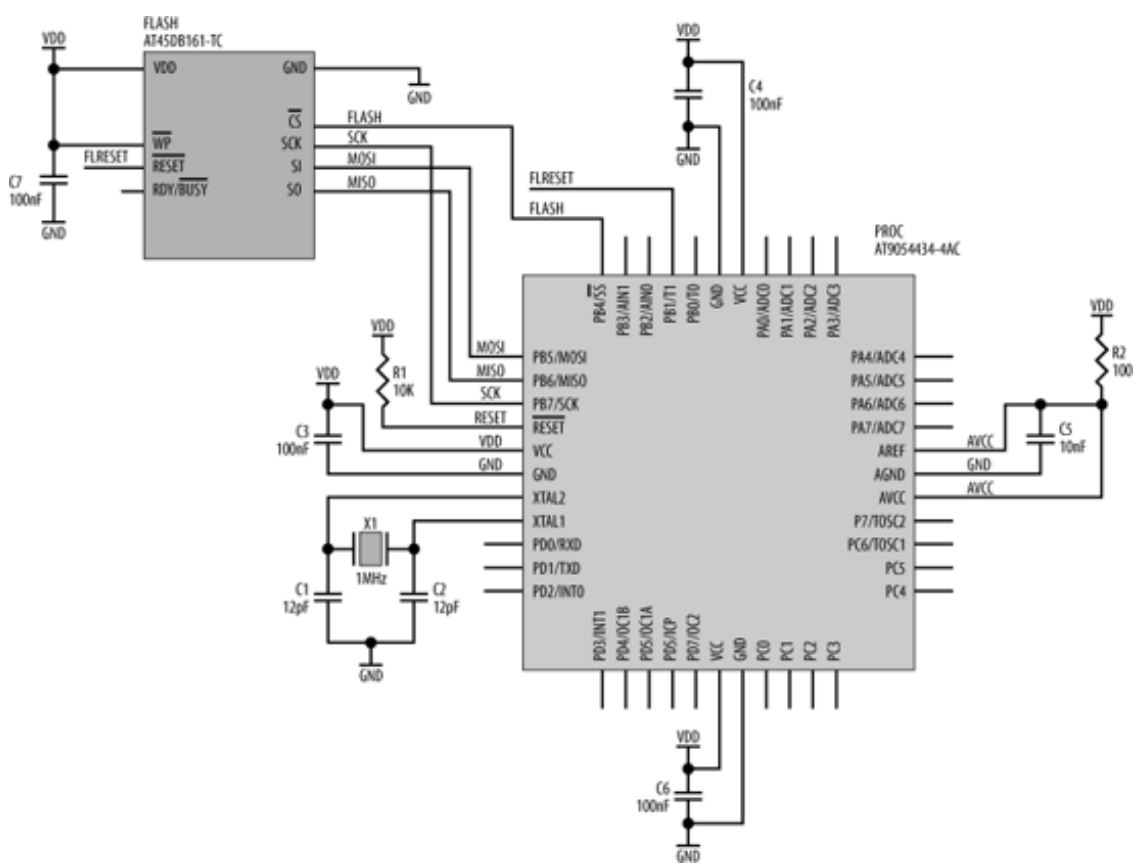 FLASH
AT45DB161-TC
VDD
VDD
GND
GND
CS
FLASH
WP
SCK
SCK
FLRESET
RESET
SI
MOSI
RDY/BUSY
SO
MISO
C7
100nF
GND
VDD
C4
100nF
GND
FLRESET
FLASH
PROC
AT9054434-4AC
PB4/SS
PB3/AIN1
PB2/AIN0
PB1/T1
PB0/T0
GND
VCC
PA0/ADC0
PA1/ADC1
PA2/ADC2
PA3/ADC3
VDD
R1
10K
VDD
C3
100nF
MOSI
PB5/MOSI
MISO
PB6/MISO
SCK
PB7/SCK
RESET
RESET
VDD
VCC
GND
GND
XTAL2
XTAL1
PD0/RXD
PD1/TXD
PD2/INT0
X1
1MHz
C1
12pF
C2
12pF
GND
PA4/ADC4
PA5/ADC5
PA6/ADC6
PA7/ADC7
AREF
AVCC
AGND
GND
AVCC
AVCC
P7/TOSC2
PC6/TOSC1
PC5
PC4
VDD
R2
100
C5
10nF
PD3/INT1
PD4/OC1B
PD5/OC1A
PD5/ICP
PD7/OC2
VCC
GND
PC0
PC1
PC2
PC3
VDD
C6
100nF
GND